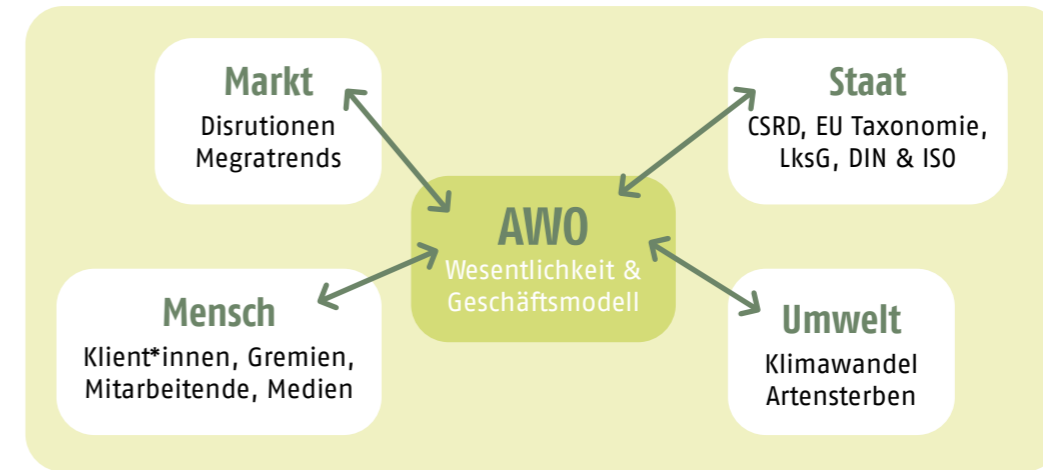 Markt
Disrutionen
Megratrends
Staat
CSRD, EU Taxonomie,
LksG, DIN & ISO
AWO
Wesentlichkeit &
Geschäftsmodell
Mensch
Klient*innen, Gremien,
Mitarbeitende, Medien
Umwelt
Klimawandel
Artensterben